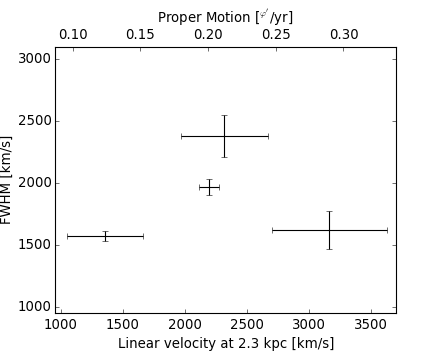 Proper Motion [″/yr]
0.10 0.15 0.20 0.25 0.30
3000
2500
2000
1500
1000
FWHM [km/s]
1000 1500 2000 2500 3000 3500
Linear velocity at 2.3 kpc [km/s]